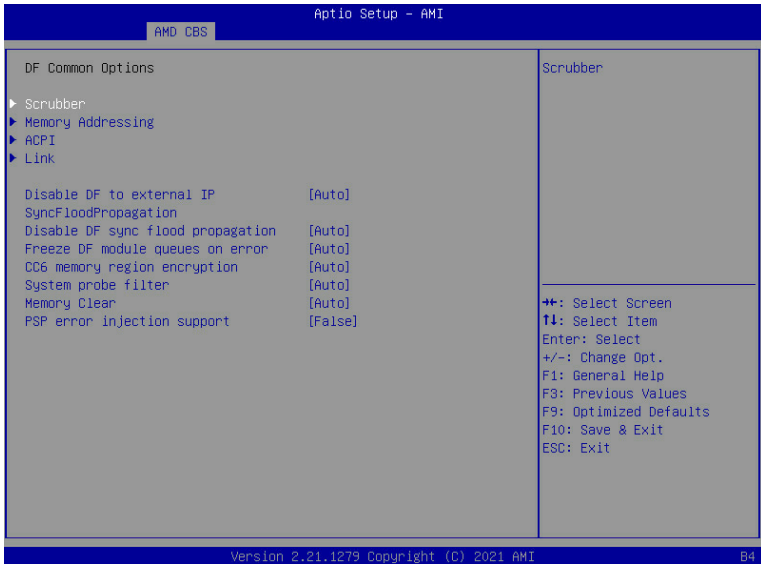 Aptio Setup – AMI
AMD CBS
DF Common Options
Scrubber
Memory Addressing
ACPI
Link
Disable DF to external IP [Auto]
SyncFloodPropagation
Disable DF sync flood propagation [Auto]
Freeze DF module queues on error [Auto]
CC6 memory region encryption [Auto]
System probe filter [Auto]
Memory Clear [Auto]
PSP error injection support [False]
Scrubber
→←: Select Screen
↑↓: Select Item
Enter: Select
+/-: Change Opt.
F1: General Help
F3: Previous Values
F9: Optimized Defaults
F10: Save & Exit
ESC: Exit
Version 2.21.1279 Copyright (C) 2021 AMI
B4